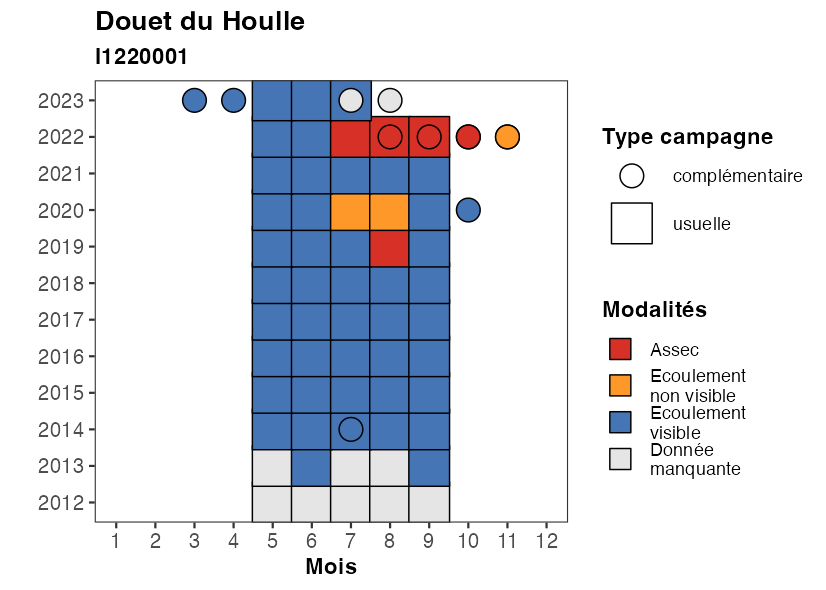 Douet du Houlle
I1220001
2023
2022
2021
2020
2019
2018
2017
2016
2015
2014
2013
2012
1 2 3 4 5 6 7 8 9 10 11 12
Mois
Type campagne
complémentaire
usuelle
Modalités
Assec
Ecoulement
non visible
Ecoulement
visible
Donnée
manquante